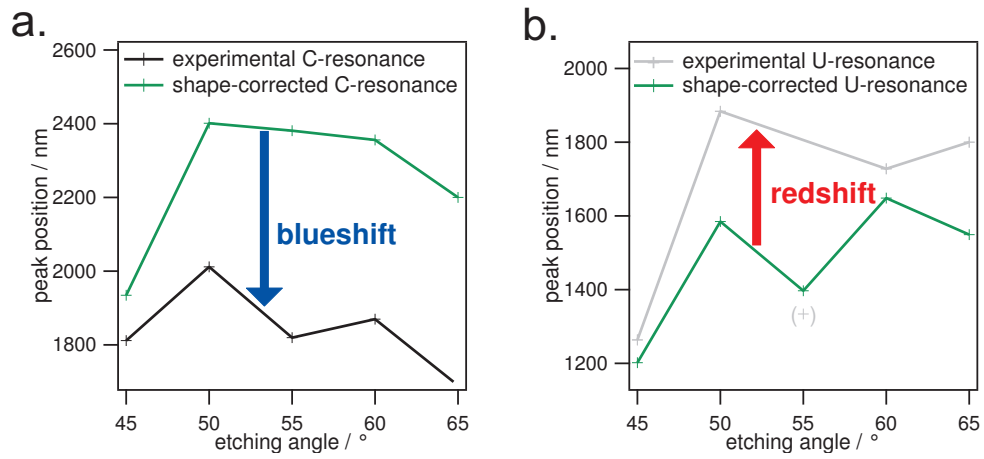 a.
2600
2400
2200
2000
1800
peak position / nm
experimental C-resonance
shape-corrected C-resonance
blueshift
45 50 55 60 65
etching angle / °
b.
2000
1800
1600
1400
1200
peak position / nm
experimental U-resonance
shape-corrected U-resonance
redshift
(+)
45 50 55 60 65
etching angle / °